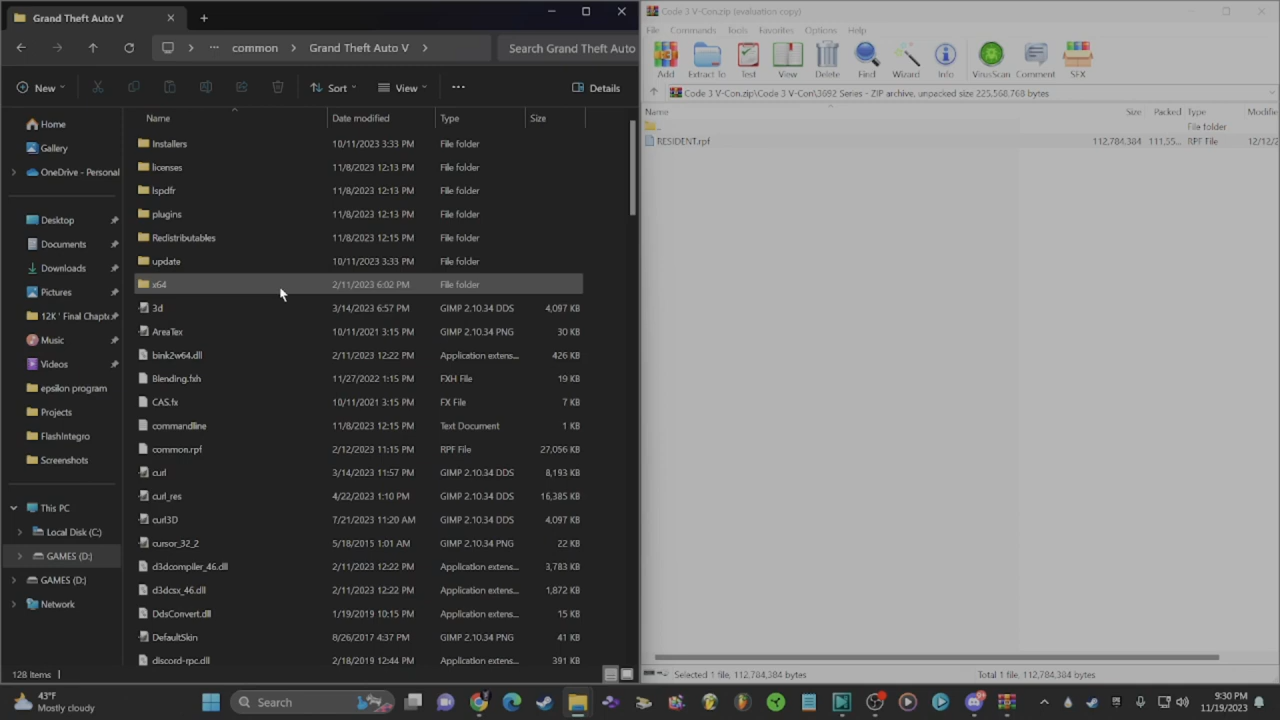 Grand Theft Auto V
common
Grand Theft Auto V
Search Grand Theft Auto
New
Sort
View
Details
Name
Date modified
Type
Size
Home
Gallery
OneDrive - Personal
Desktop
Documents
Downloads
Pictures
12K ' Final Chapte
Music
Videos
epsilon program
Projects
FlashIntegro
Screenshots
This PC
Local Disk (C:)
GAMES (D:)
GAMES (D:)
Network
Installers 10/11/2023 3:33 PM File folder
licenses 11/8/2023 12:13 PM File folder
lspdfr 11/8/2023 12:13 PM File folder
plugins 11/8/2023 12:13 PM File folder
Redistributables 11/8/2023 12:15 PM File folder
update 10/11/2023 3:33 PM File folder
x64 2/11/2023 6:02 PM File folder
3d 3/14/2023 6:57 PM GIMP 2.10.34 DDS 4,097 KB
AreaTex 10/11/2021 3:15 PM GIMP 2.10.34 PNG 30 KB
bink2w64.dll 2/11/2023 12:22 PM Application extens... 426 KB
Blending.fxh 11/27/2022 1:15 PM FXH File 19 KB
CAS.fx 10/11/2021 3:15 PM FX File 7 KB
commandline 11/8/2023 12:15 PM Text Document 1 KB
common.rpf 2/12/2023 11:15 PM RPF File 27,056 KB
curl 3/14/2023 11:57 PM GIMP 2.10.34 DDS 8,193 KB
curl_res 4/22/2023 1:10 PM GIMP 2.10.34 DDS 16,385 KB
curl3D 7/21/2023 11:20 AM GIMP 2.10.34 DDS 4,097 KB
cursor_32_2 5/18/2015 1:01 AM GIMP 2.10.34 PNG 22 KB
d3dcompiler_46.dll 2/11/2023 12:22 PM Application extens... 3,783 KB
d3dcsx_46.dll 2/11/2023 12:22 PM Application extens... 1,872 KB
DdsConvert.dll 1/19/2019 10:15 PM Application extens... 15 KB
DefaultSkin 8/26/2017 4:37 PM GIMP 2.10.34 PNG 41 KB
discord-rpc.dll 2/18/2019 12:44 PM Application extens... 391 KB
128 items
Code 3 V-Con.zip (evaluation copy)
File Commands Tools Favorites Options Help
Add Extract To Test View Delete Find Wizard Info VirusScan Comment SFX
Code 3 V-Con.zip\Code 3 V-Con\3692 Series - ZIP archive, unpacked size 225,568,768 bytes
Name Size Packed Type Modifie
.. File folder
RESIDENT.rpf 112,784,384 111,55... RPF File 12/12/2
Selected 1 file, 112,784,384 bytes
Total 1 file, 112,784,384 bytes
43°F
Mostly cloudy
Search
9:30 PM
11/19/2023